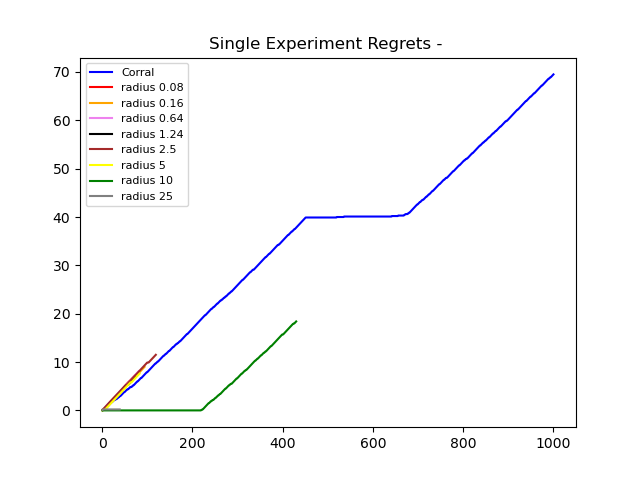 Single Experiment Regrets -
70
60
50
40
30
20
10
0
Corral
radius 0.08
radius 0.16
radius 0.64
radius 1.24
radius 2.5
radius 5
radius 10
radius 25
0 200 400 600 800 1000